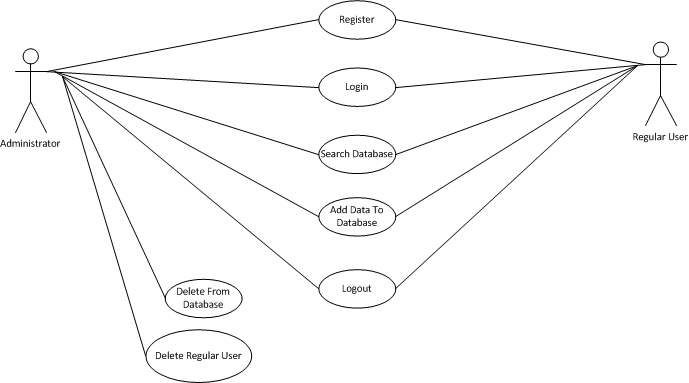 Register
Login
Administrator
Regular User
Search Database
Add Data To
Database
Delete From
Database
Logout
Delete Regular User